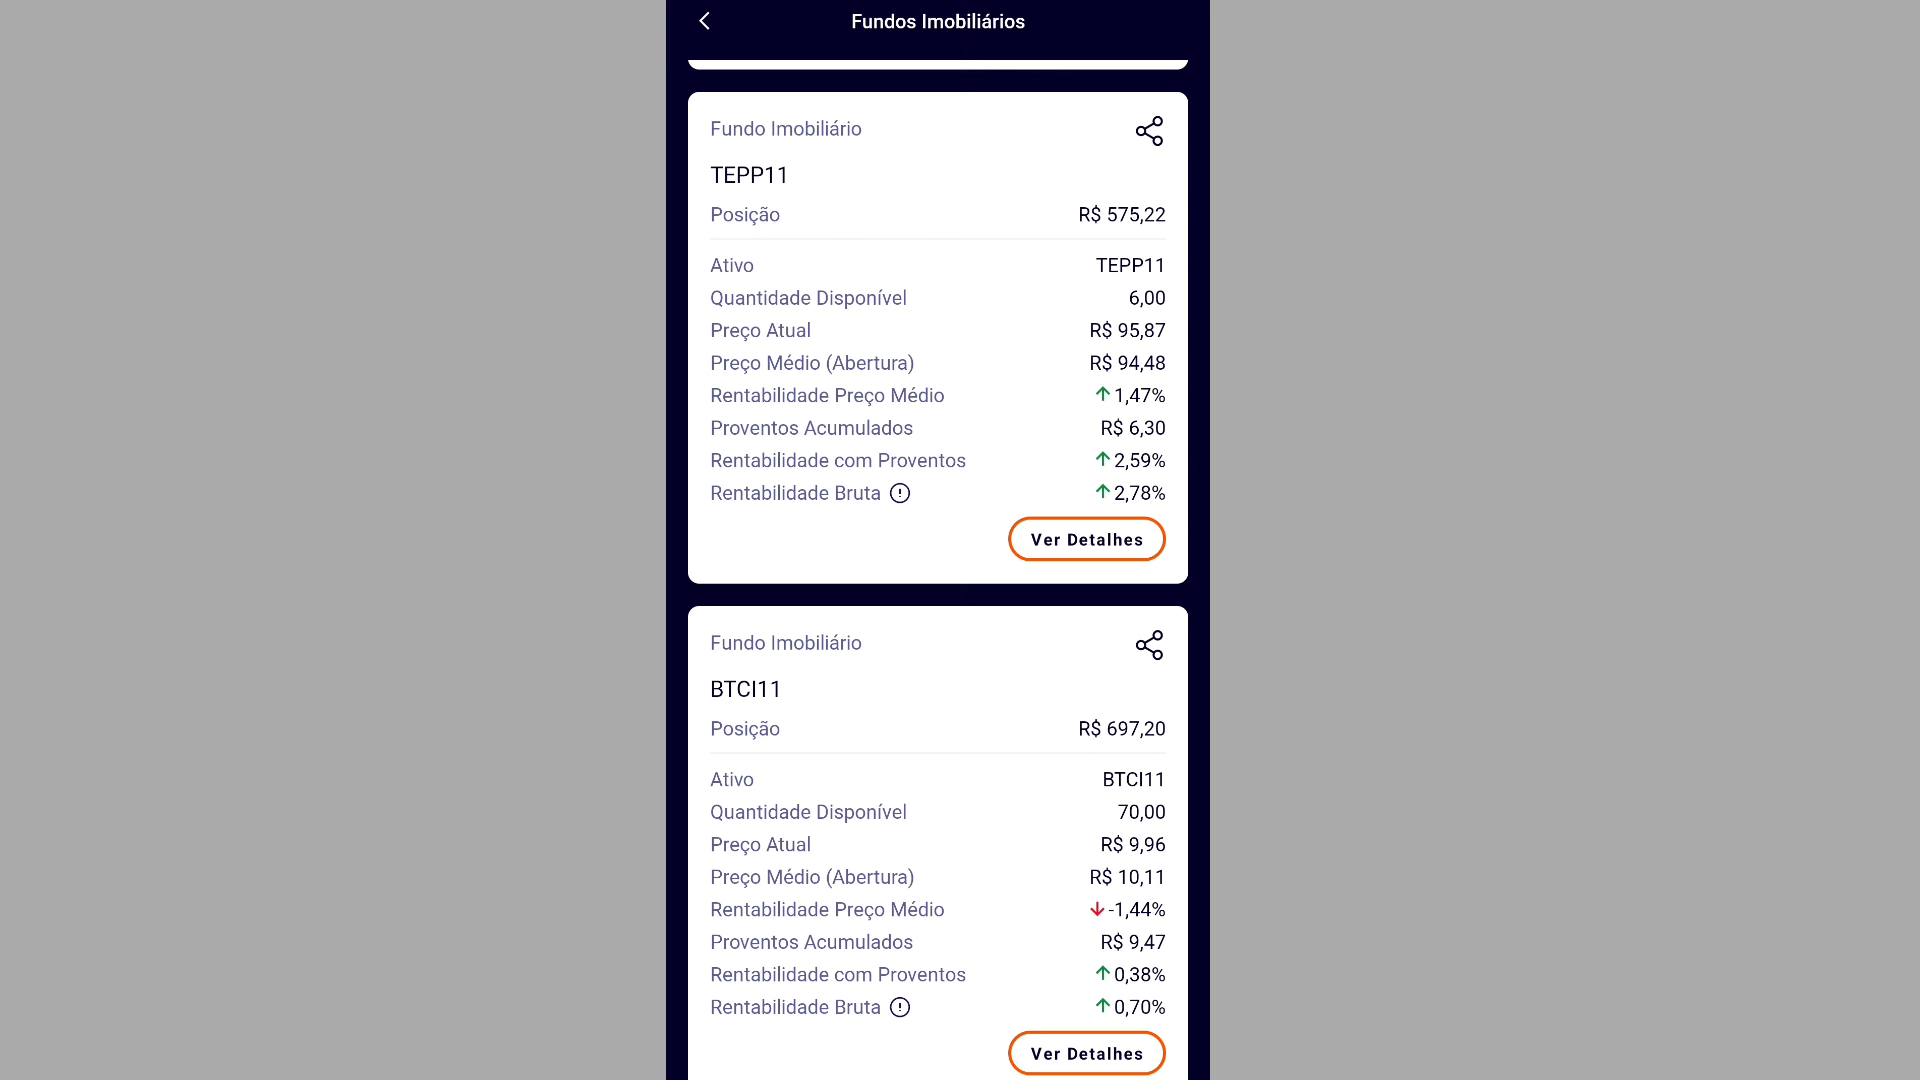 Fundos Imobiliários
Fundo Imobiliário
TEPP11
Posição R$ 575,22
Ativo TEPP11
Quantidade Disponível 6,00
Preço Atual R$ 95,87
Preço Médio (Abertura) R$ 94,48
Rentabilidade Preço Médio 1,47%
Proventos Acumulados R$ 6,30
Rentabilidade com Proventos 2,59%
Rentabilidade Bruta 2,78%
Ver Detalhes
Fundo Imobiliário
BTCI11
Posição R$ 697,20
Ativo BTCI11
Quantidade Disponível 70,00
Preço Atual R$ 9,96
Preço Médio (Abertura) R$ 10,11
Rentabilidade Preço Médio -1,44%
Proventos Acumulados R$ 9,47
Rentabilidade com Proventos 0,38%
Rentabilidade Bruta 0,70%
Ver Detalhes